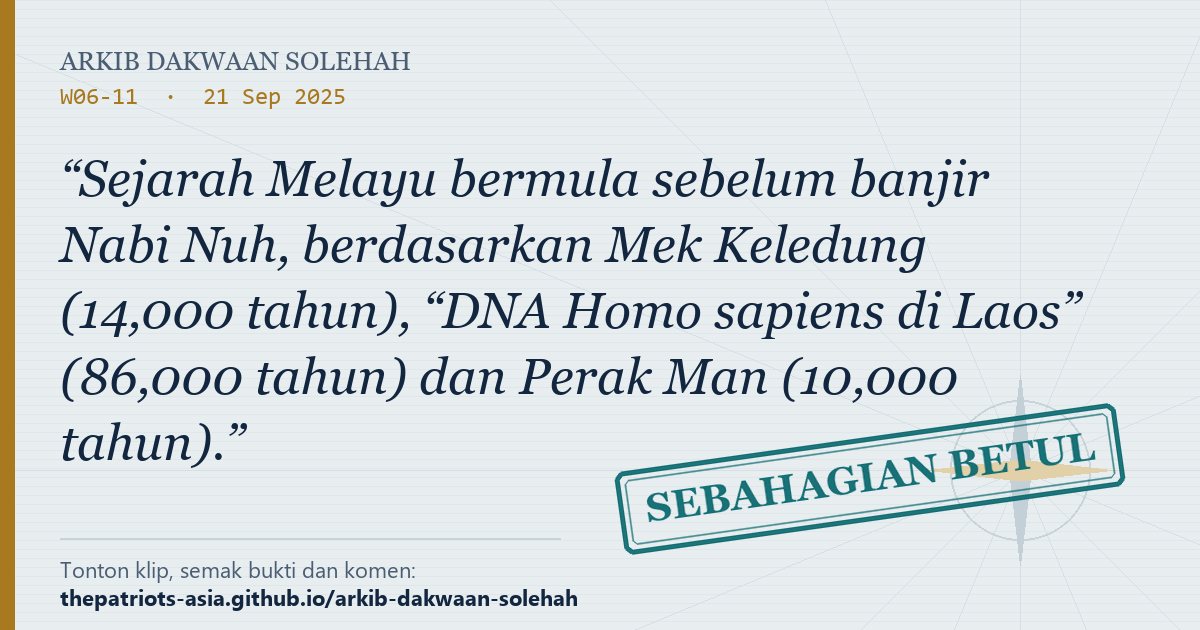 ARKIB DAKWAAN SOLEHAH
W06-11 · 21 Sep 2025
“Sejarah Melayu bermula sebelum banjir
Nabi Nuh, berdasarkan Mek Keledung
(14,000 tahun), “DNA Homo sapiens di Laos”
(86,000 tahun) dan Perak Man (10,000
tahun).”
SEBAHAGIAN BETUL
Tonton klip, semak bukti dan komen:
thepatriots-asia.github.io/arkib-dakwaan-solehah